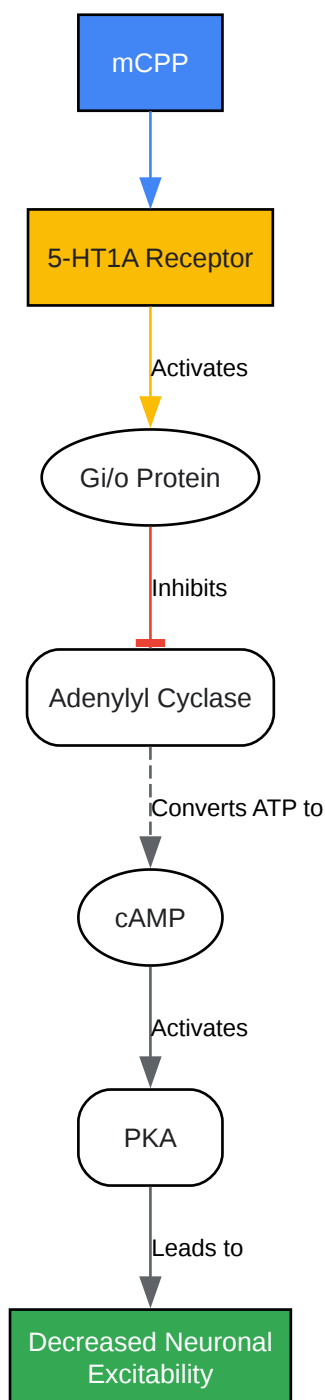 mCPP
5-HT1A Receptor
Activates
Gi/o Protein
Inhibits
Adenylyl Cyclase
Converts ATP to
cAMP
Activates
PKA
Leads to
Decreased Neuronal
Excitability